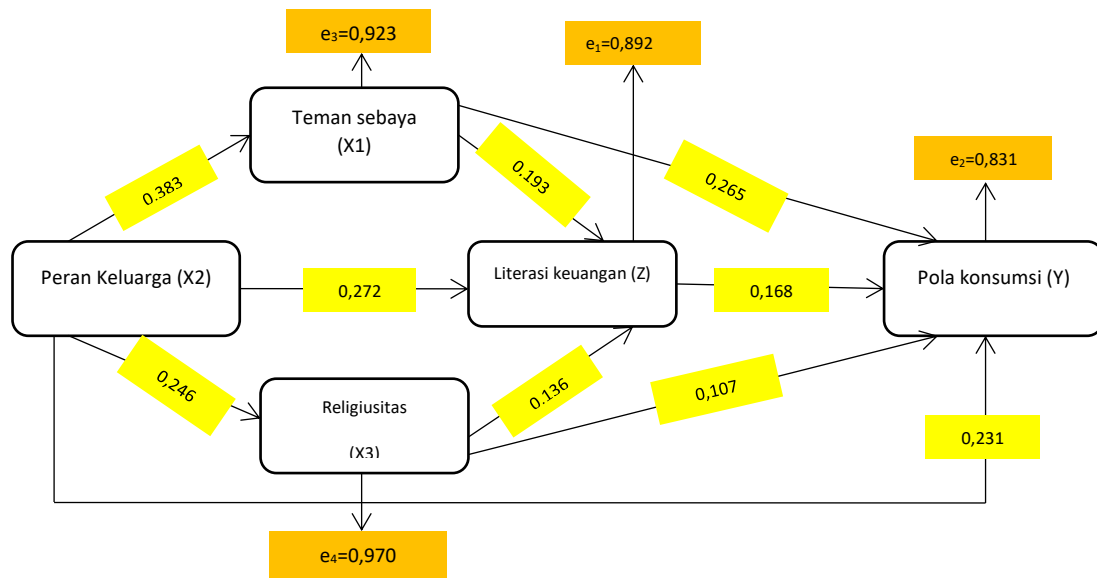 e₃=0,923
e₁=0,892
Teman sebaya
(X1)
e₂=0,831
0.383
0.193
0,265
Peran Keluarga (X2)
0,272
Literasi keuangan (Z)
0,168
Pola konsumsi (Y)
0,246
Religiusitas
(X3)
0.136
0,107
0,231
e₄=0,970